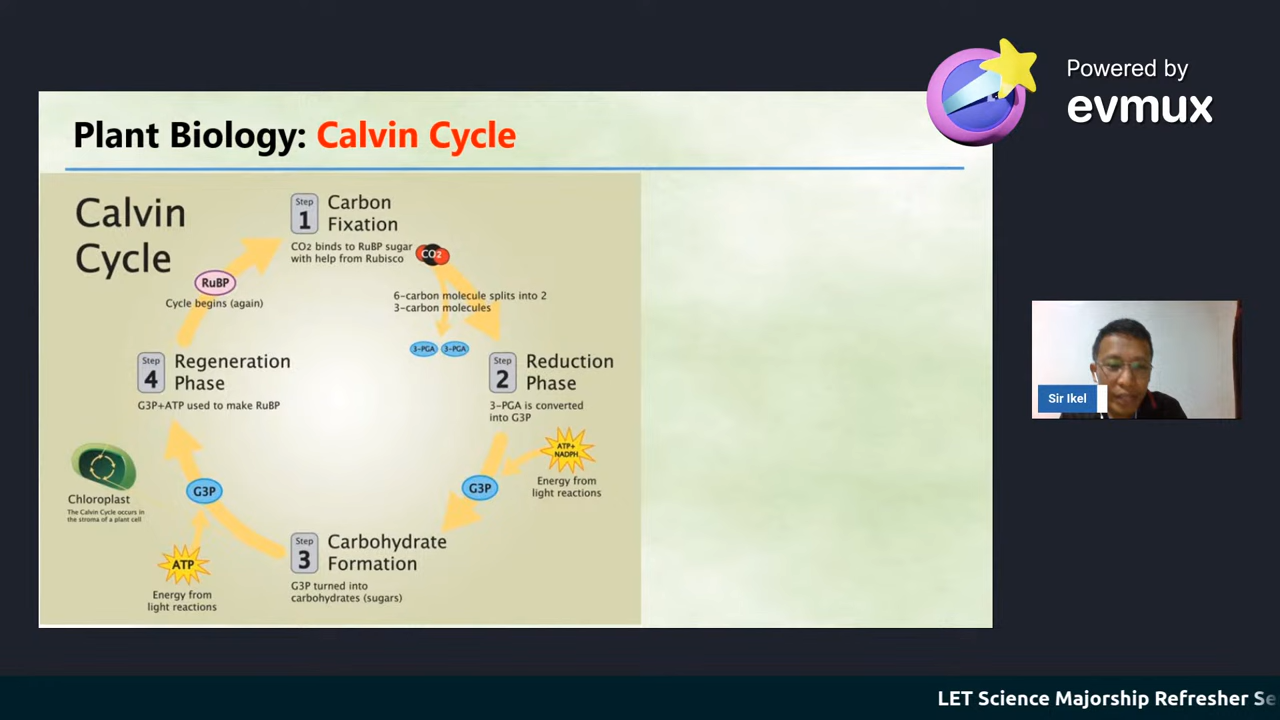 Powered by
evmux
Plant Biology: Calvin Cycle
Calvin
Cycle
Step
1
Carbon
Fixation
CO2 binds to RuBP sugar
with help from Rubisco
CO2
RuBP
Cycle begins (again)
6-carbon molecule splits into 2
3-carbon molecules
3-PGA 3-PGA
Step
2
Reduction
Phase
3-PGA is converted
into G3P
ATP+
NADPH
Energy from
light reactions
G3P
Step
3
Carbohydrate
Formation
G3P turned into
carbohydrates (sugars)
Step
4
Regeneration
Phase
G3P+ATP used to make RuBP
G3P
ATP
Energy from
light reactions
Chloroplast
The Calvin Cycle occurs in
the stroma of a plant cell
Sir Ikel
LET Science Majorship Refresher Se